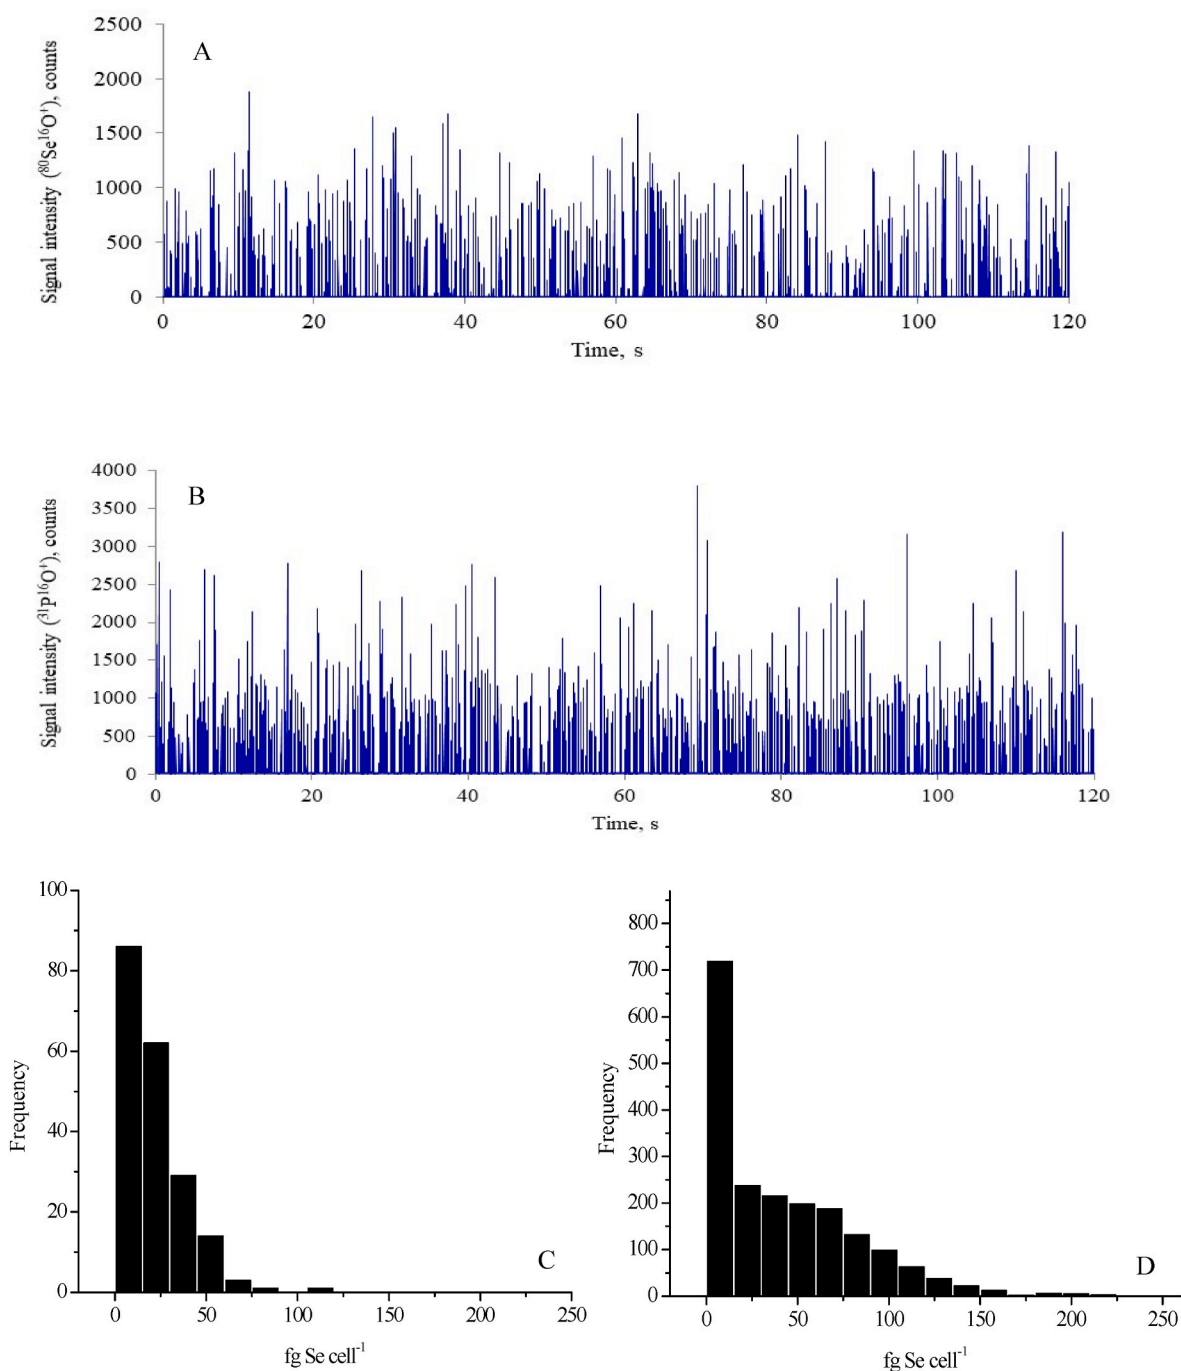 A
Signal intensity (⁸⁰Se¹⁶O⁺), counts
2500
2000
1500
1000
500
0
0 20 40 60 80 100 120
Time, s
B
Signal intensity (³¹P¹⁶O⁺), counts
4000
3500
3000
2500
2000
1500
1000
500
0
0 20 40 60 80 100 120
Time, s
Frequency
100
80
60
40
20
0
C
0 50 100 150 200 250
fg Se cell⁻¹
Frequency
800
700
600
500
400
300
200
100
0
D
0 50 100 150 200 250
fg Se cell⁻¹